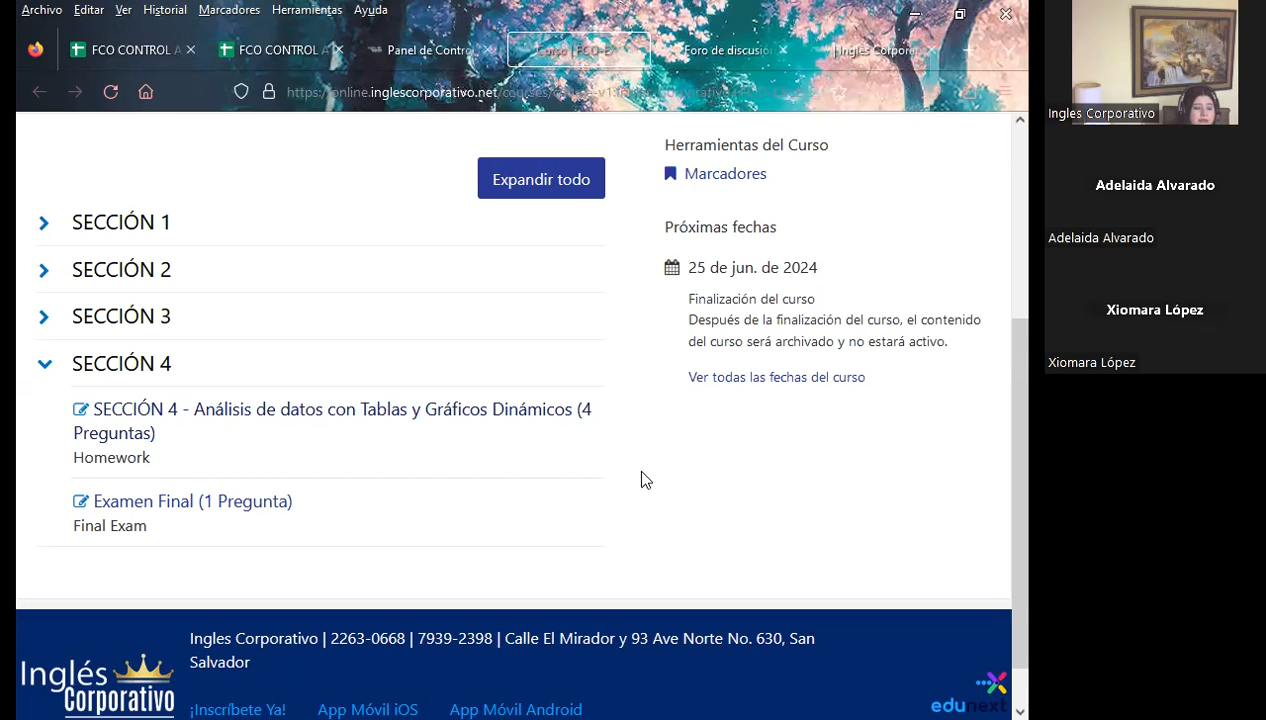 Archivo Editar Ver Historial Marcadores Herramientas Ayuda
FCO CONTROL A
FCO CONTROL A
Panel de Contro
Curso | FCO-E
Foro de discusió
Ingles Corporat
https://online.inglescorporativo.net/courses/
Expandir todo
SECCIÓN 1
SECCIÓN 2
SECCIÓN 3
SECCIÓN 4
SECCIÓN 4 - Análisis de datos con Tablas y Gráficos Dinámicos (4
Preguntas)
Homework
Examen Final (1 Pregunta)
Final Exam
Herramientas del Curso
Marcadores
Próximas fechas
25 de jun. de 2024
Finalización del curso
Después de la finalización del curso, el contenido
del curso será archivado y no estará activo.
Ver todas las fechas del curso
Ingles Corporativo | 2263-0668 | 7939-2398 | Calle El Mirador y 93 Ave Norte No. 630, San
Salvador
Inglés
Corporativo
¡Inscríbete Ya! App Móvil iOS App Móvil Android
edunext
Ingles Corporativo
Adelaida Alvarado
Adelaida Alvarado
Xiomara López
Xiomara López